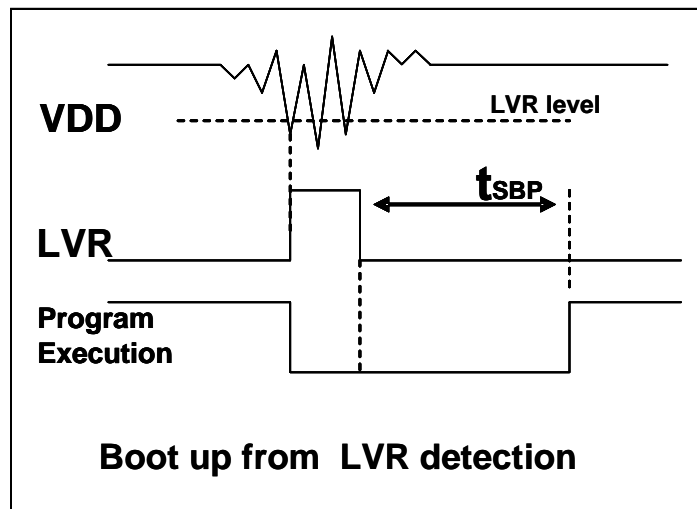 LVR level
VDD
tSBP
LVR
Program
Execution
Boot up from LVR detection